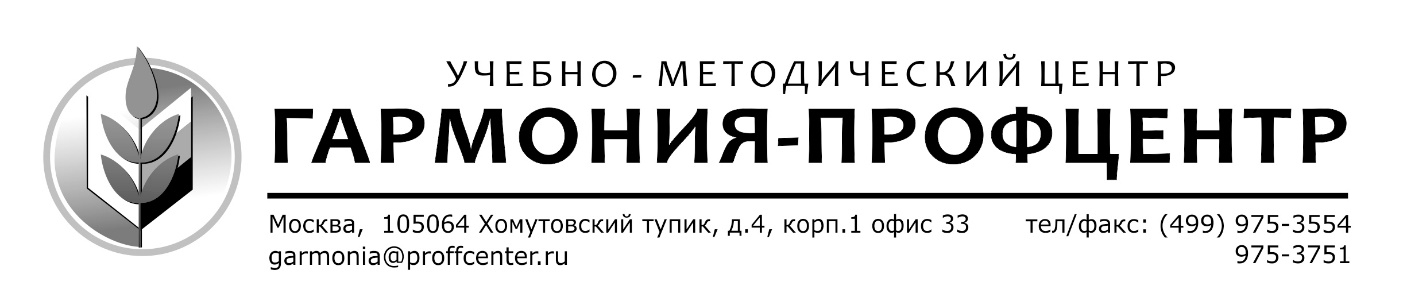 УЧЕБНО - МЕТОДИЧЕСКИЙ ЦЕНТР
ГАРМОНИЯ-ПРОФЦЕНТР
Москва, 105064 Хомутовский тупик, д.4, корп.1 офис 33 тел/факс: (499) 975-3554
garmonia@proffcenter.ru 975-3751